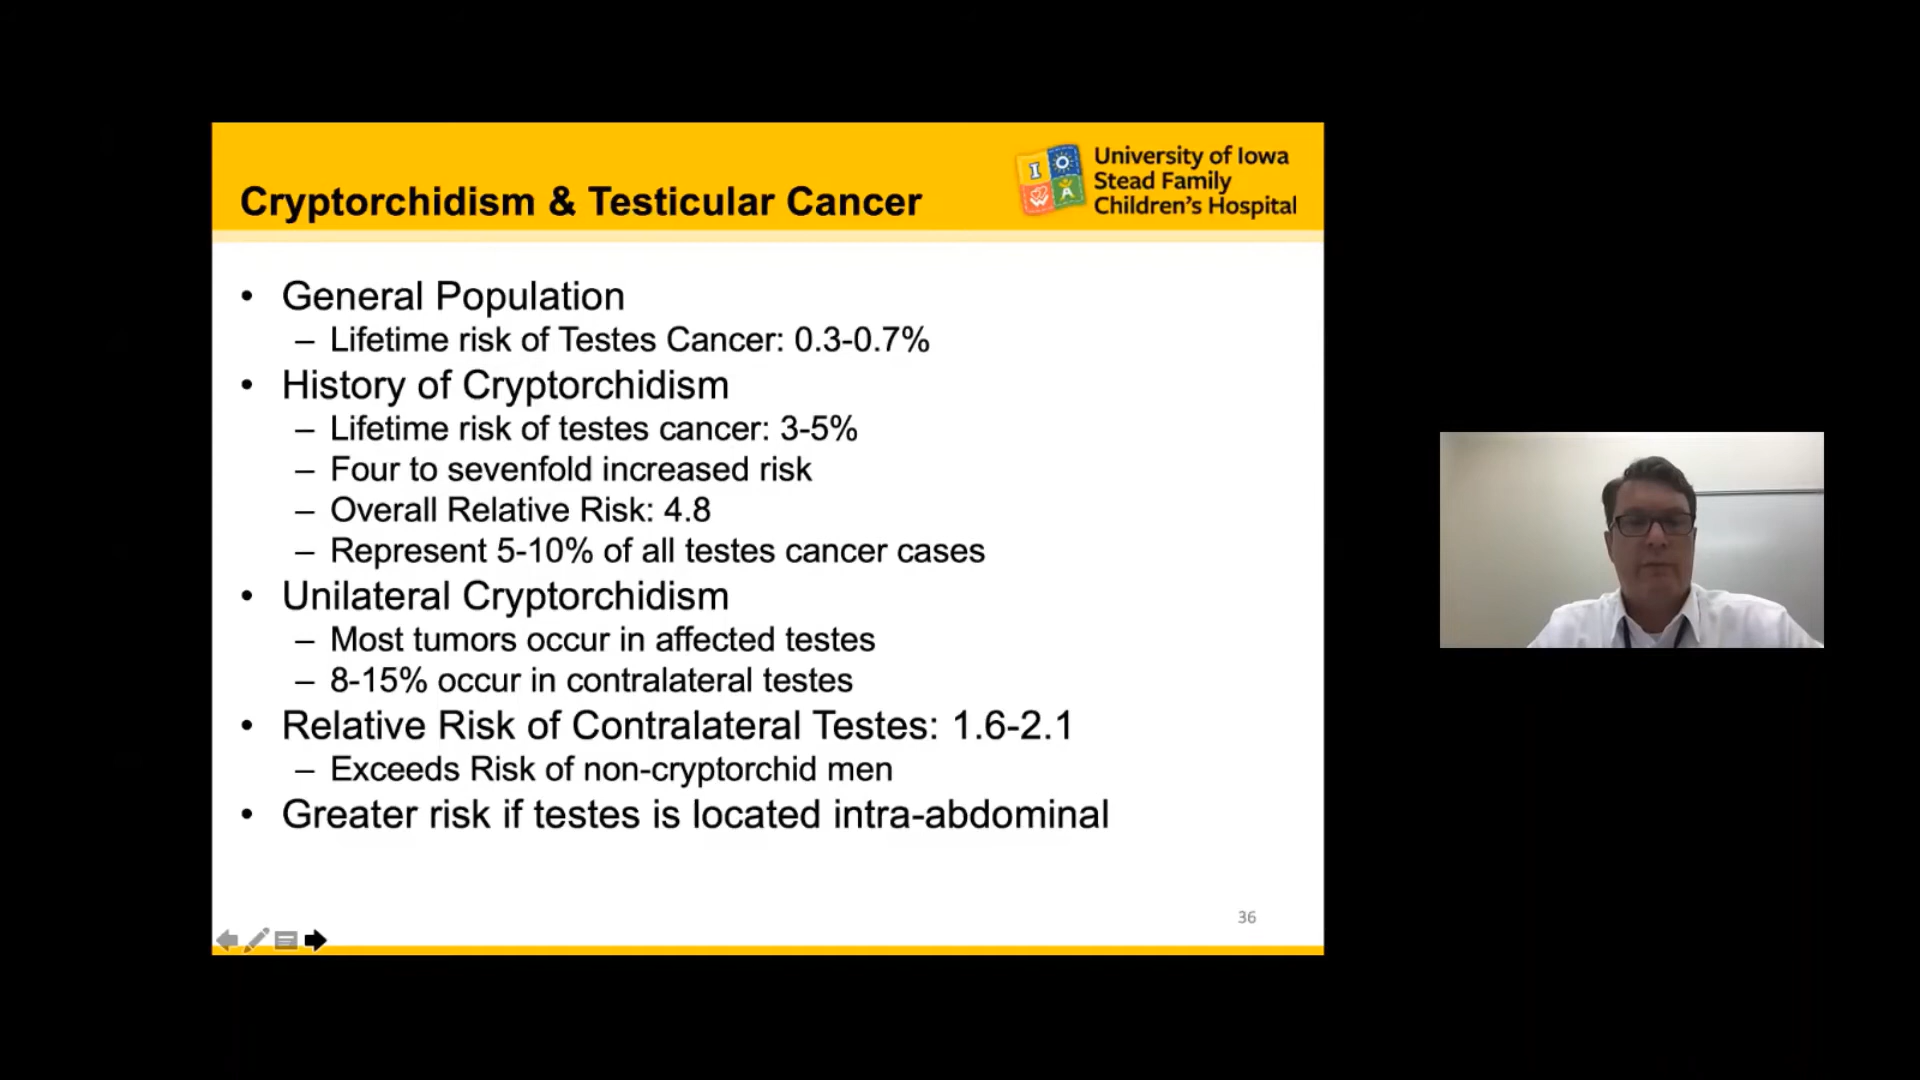 Cryptorchidism & Testicular Cancer
I O
A
University of Iowa
Stead Family
Children's Hospital
• General Population
– Lifetime risk of Testes Cancer: 0.3-0.7%
• History of Cryptorchidism
– Lifetime risk of testes cancer: 3-5%
– Four to sevenfold increased risk
– Overall Relative Risk: 4.8
– Represent 5-10% of all testes cancer cases
• Unilateral Cryptorchidism
– Most tumors occur in affected testes
– 8-15% occur in contralateral testes
• Relative Risk of Contralateral Testes: 1.6-2.1
– Exceeds Risk of non-cryptorchid men
• Greater risk if testes is located intra-abdominal
36